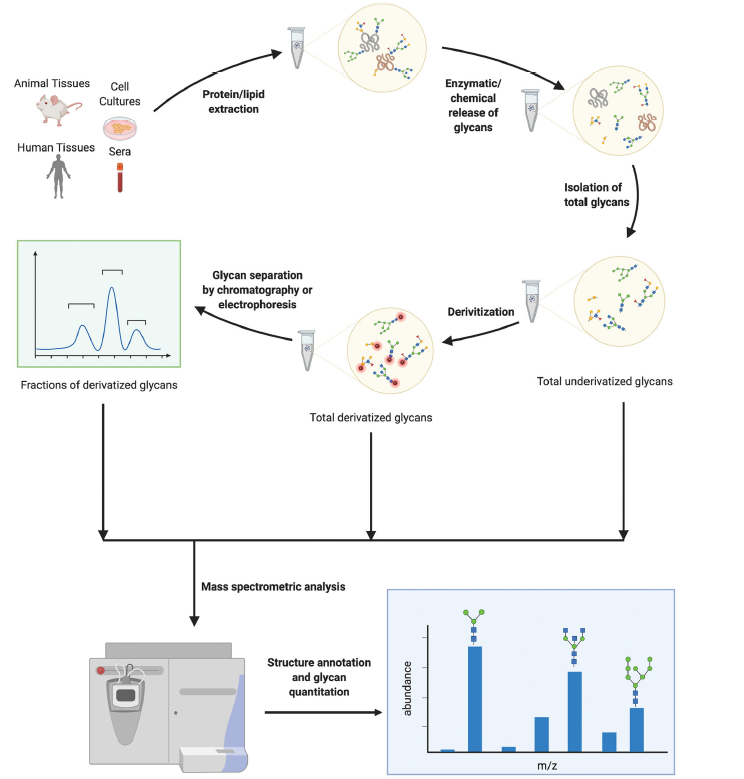 Animal Tissues
Cell
Cultures
Human Tissues
Sera
Protein/lipid
extraction
Enzymatic/
chemical
release of
glycans
Isolation of
total glycans
Derivitization
Glycan separation
by chromatography or
electrophoresis
Fractions of derivatized glycans
Total derivatized glycans
Total underivatized glycans
Mass spectrometric analysis
Structure annotation
and glycan
quantitation
abundance
m/z